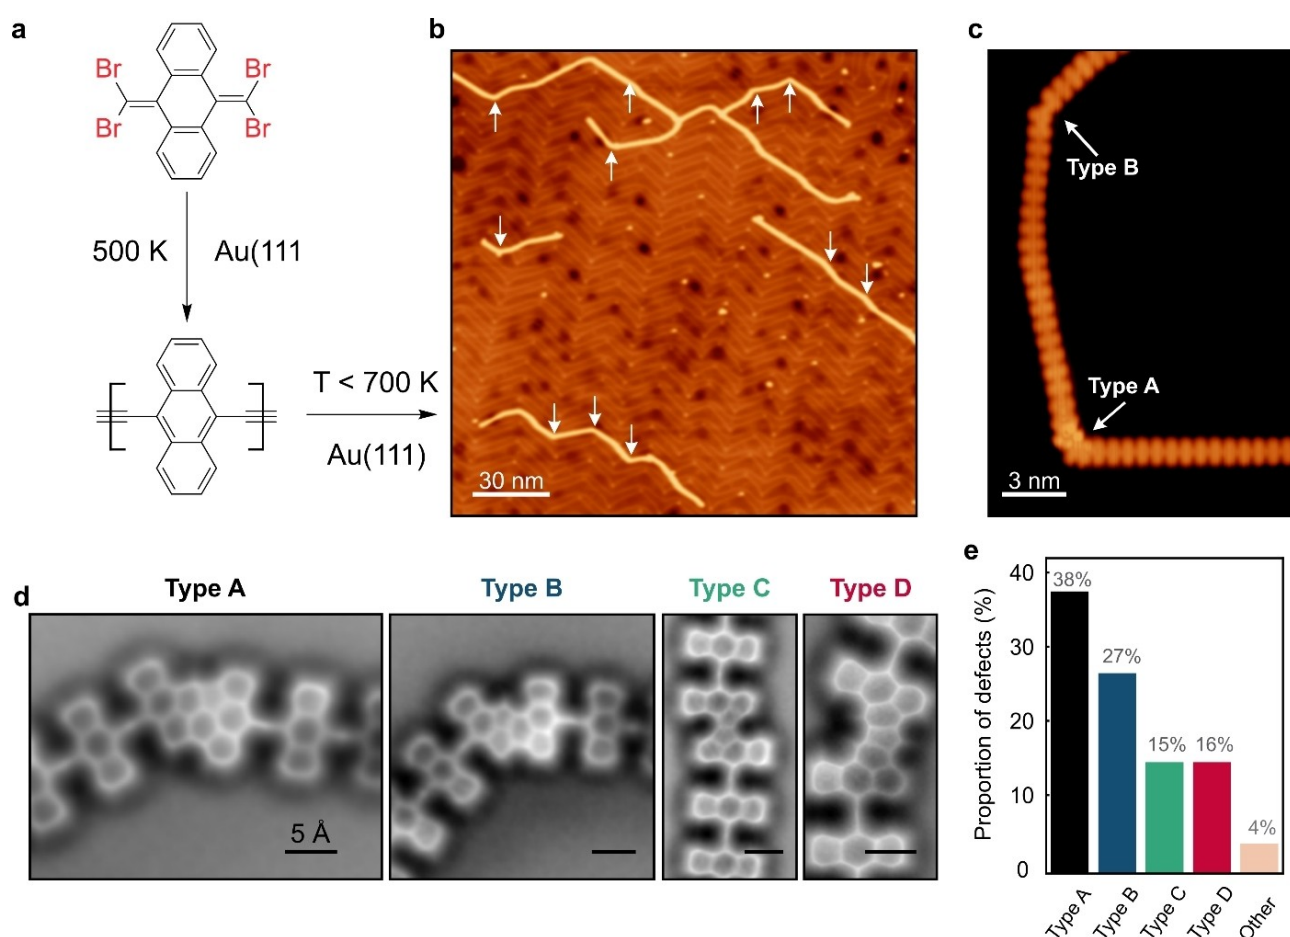 a
Br
Br
Br
Br
500 K
Au(111
T < 700 K
Au(111)
b
30 nm
c
Type B
Type A
3 nm
d
Type A
Type B
Type C
Type D
5 Å
e
Proportion of defects (%)
40
30
20
10
0
38%
27%
15%
16%
4%
Type A
Type B
Type C
Type D
Other